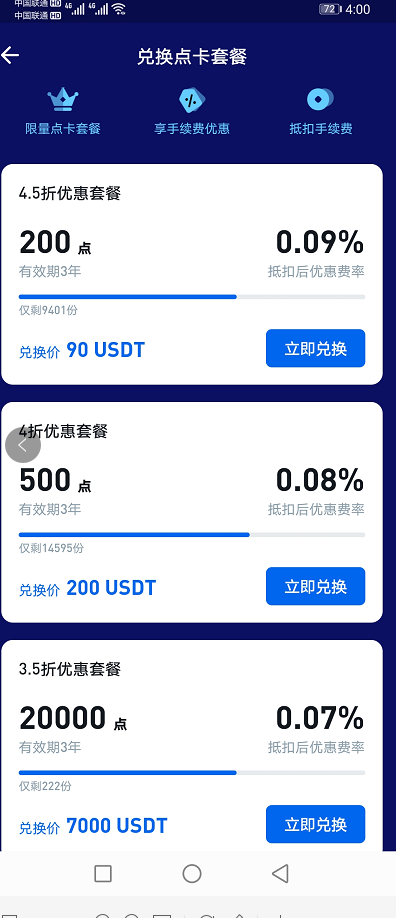 中国联通 HD 4G 4G
中国联通 HD
72 4:00
兑换点卡套餐
限量点卡套餐 享手续费优惠 抵扣手续费
4.5折优惠套餐
200 点 0.09%
有效期3年 抵扣后优惠费率
仅剩9401份
兑换价 90 USDT 立即兑换
4折优惠套餐
500 点 0.08%
有效期3年 抵扣后优惠费率
仅剩14595份
兑换价 200 USDT 立即兑换
3.5折优惠套餐
20000 点 0.07%
有效期3年 抵扣后优惠费率
仅剩222份
兑换价 7000 USDT 立即兑换